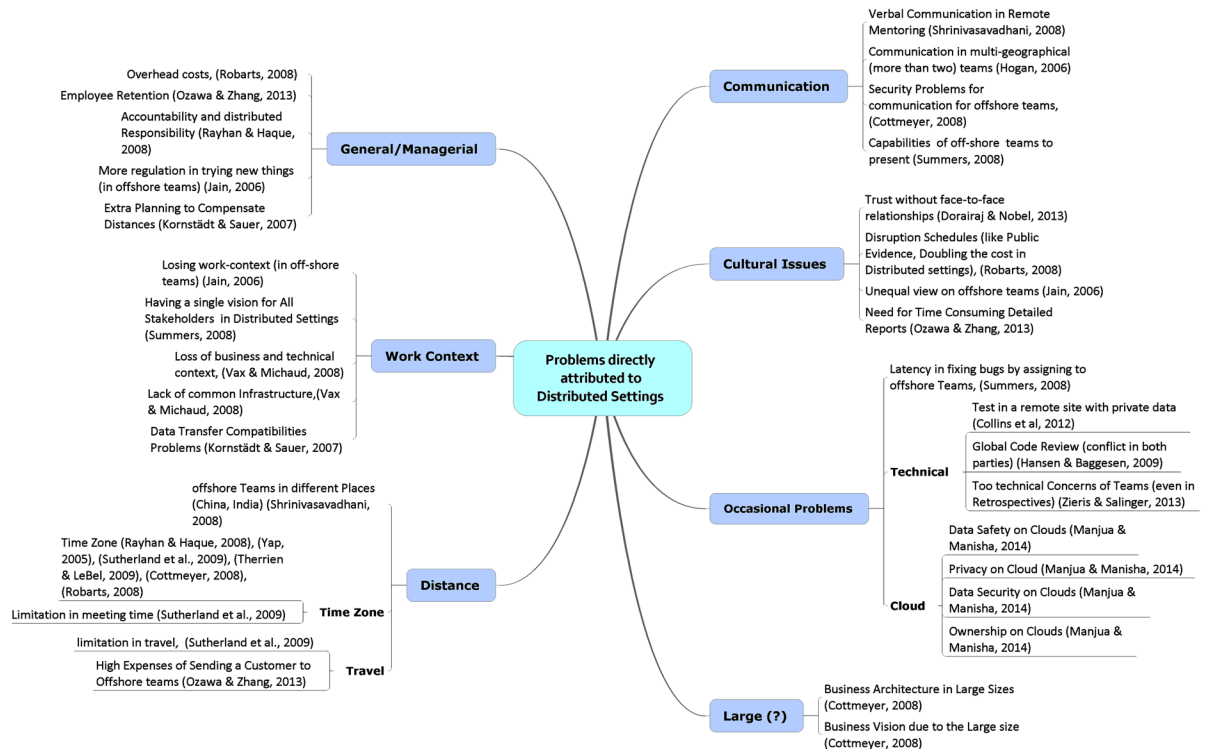 Problems directly
attributed to
Distributed Settings
General/Managerial
Overhead costs, (Robarts, 2008)
Employee Retention (Ozawa & Zhang, 2013)
Accountability and distributed
Responsibility (Rayhan & Haque,
2008)
More regulation in trying new things
(in offshore teams) (Jain, 2006)
Extra Planning to Compensate
Distances (Kornstädt & Sauer, 2007)
Work Context
Losing work-context (in off-shore
teams) (Jain, 2006)
Having a single vision for All
Stakeholders in Distributed Settings
(Summers, 2008)
Loss of business and technical
context, (Vax & Michaud, 2008)
Lack of common Infrastructure,(Vax
& Michaud, 2008)
Data Transfer Compatibilities
Problems (Kornstädt & Sauer, 2007)
Distance
offshore Teams in different Places
(China, India) (Shrinivasavadhani,
2008)
Time Zone (Rayhan & Haque, 2008), (Yap,
2005), (Sutherland et al., 2009), (Therrien
& LeBel, 2009), (Cottmeyer, 2008),
(Robarts, 2008)
Time Zone
Limitation in meeting time (Sutherland et al., 2009)
Travel
limitation in travel, (Sutherland et al., 2009)
High Expenses of Sending a Customer to
Offshore teams (Ozawa & Zhang, 2013)
Communication
Verbal Communication in Remote
Mentoring (Shrinivasavadhani, 2008)
Communication in multi-geographical
(more than two) teams (Hogan, 2006)
Security Problems for
communication for offshore teams,
(Cottmeyer, 2008)
Capabilities of off-shore teams to
present (Summers, 2008)
Cultural Issues
Trust without face-to-face
relationships (Dorairaj & Nobel, 2013)
Disruption Schedules (like Public
Evidence, Doubling the cost in
Distributed settings), (Robarts, 2008)
Unequal view on offshore teams (Jain, 2006)
Need for Time Consuming Detailed
Reports (Ozawa & Zhang, 2013)
Occasional Problems
Latency in fixing bugs by assigning to
offshore Teams, (Summers, 2008)
Technical
Test in a remote site with private data
(Collins et al, 2012)
Global Code Review (conflict in both
parties) (Hansen & Baggesen, 2009)
Too technical Concerns of Teams (even in
Retrospectives) (Zieris & Salinger, 2013)
Cloud
Data Safety on Clouds (Manjua &
Manisha, 2014)
Privacy on Cloud (Manjua & Manisha, 2014)
Data Security on Clouds (Manjua &
Manisha, 2014)
Ownership on Clouds (Manjua &
Manisha, 2014)
Large (?)
Business Architecture in Large Sizes
(Cottmeyer, 2008)
Business Vision due to the Large size
(Cottmeyer, 2008)